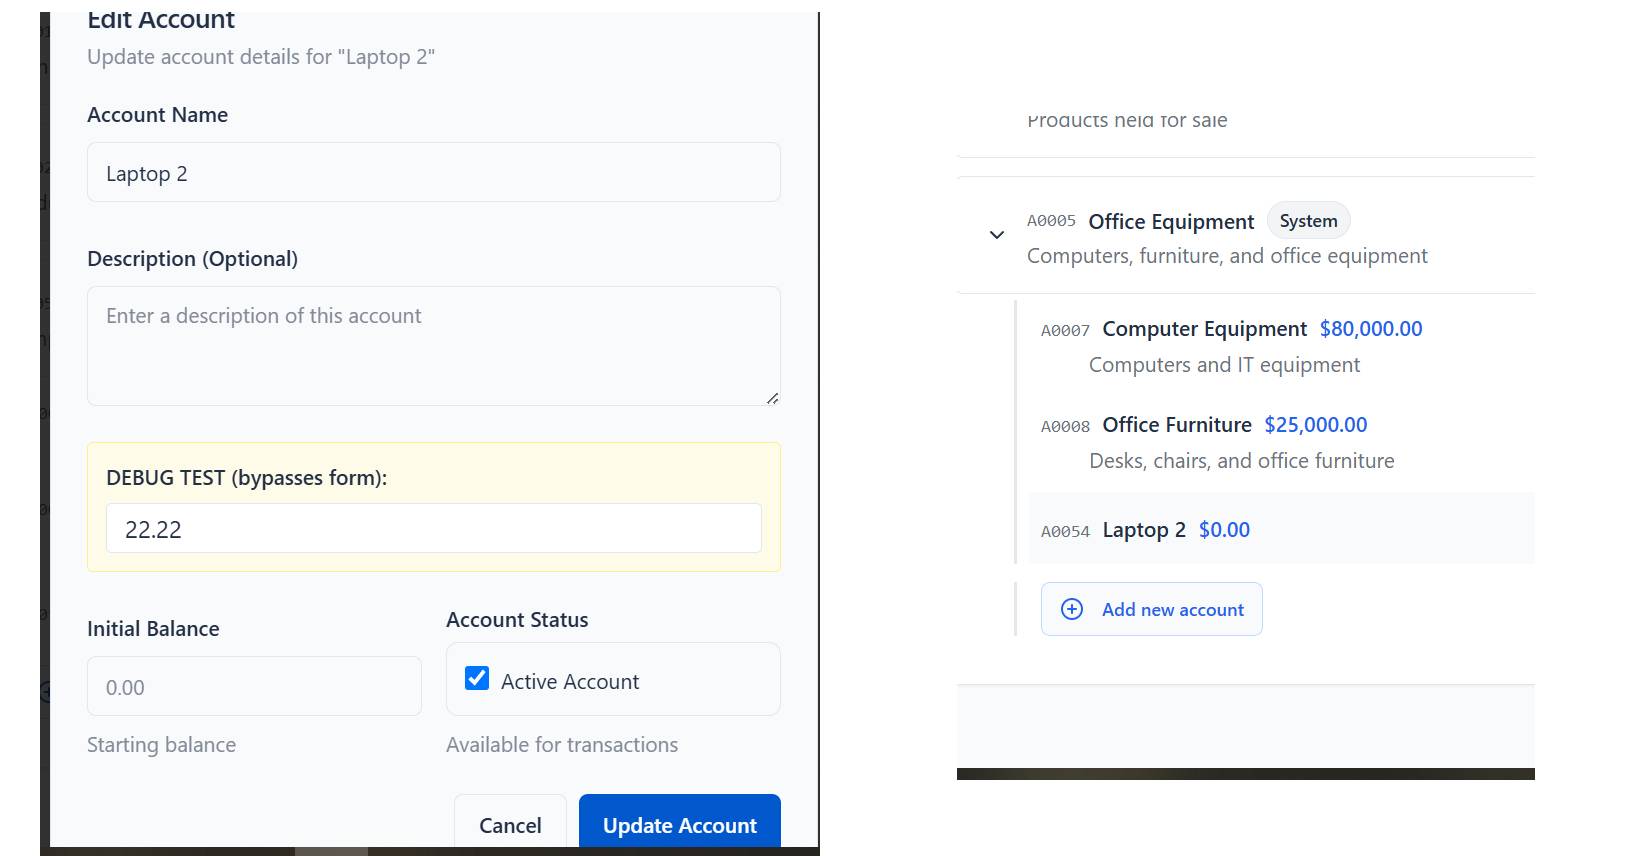 Edit Account
Update account details for "Laptop 2"
Account Name
Laptop 2
Description (Optional)
Enter a description of this account
DEBUG TEST (bypasses form):
22.22
Initial Balance
0.00
Starting balance
Account Status
Active Account
Available for transactions
Cancel
Update Account
Products held for sale
A0005 Office Equipment System
Computers, furniture, and office equipment
A0007 Computer Equipment $80,000.00
Computers and IT equipment
A0008 Office Furniture $25,000.00
Desks, chairs, and office furniture
A0054 Laptop 2 $0.00
Add new account